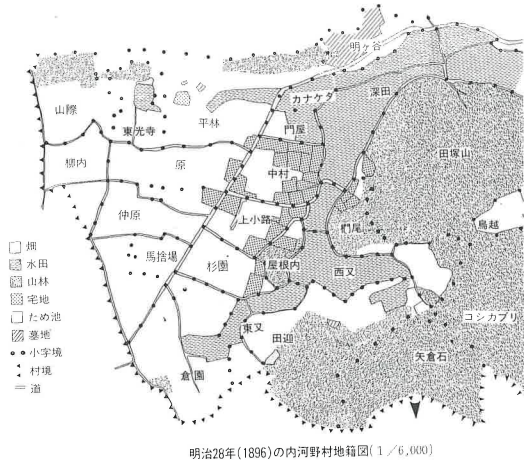 明ヶ谷
カナケダ
深田
山際
東光寺
平林
門屋
田塚山
柳内
原
中村
鳥越
仲原
上小路
椚尾
畑
水田
山林
宅地
ため池
墓地
小字境
村境
道
馬捨場
杉園
屋根内
西又
コシカブリ
東又
田迎
矢倉石
倉園
明治28年(1896)の内河野村地籍図(1/6,000)